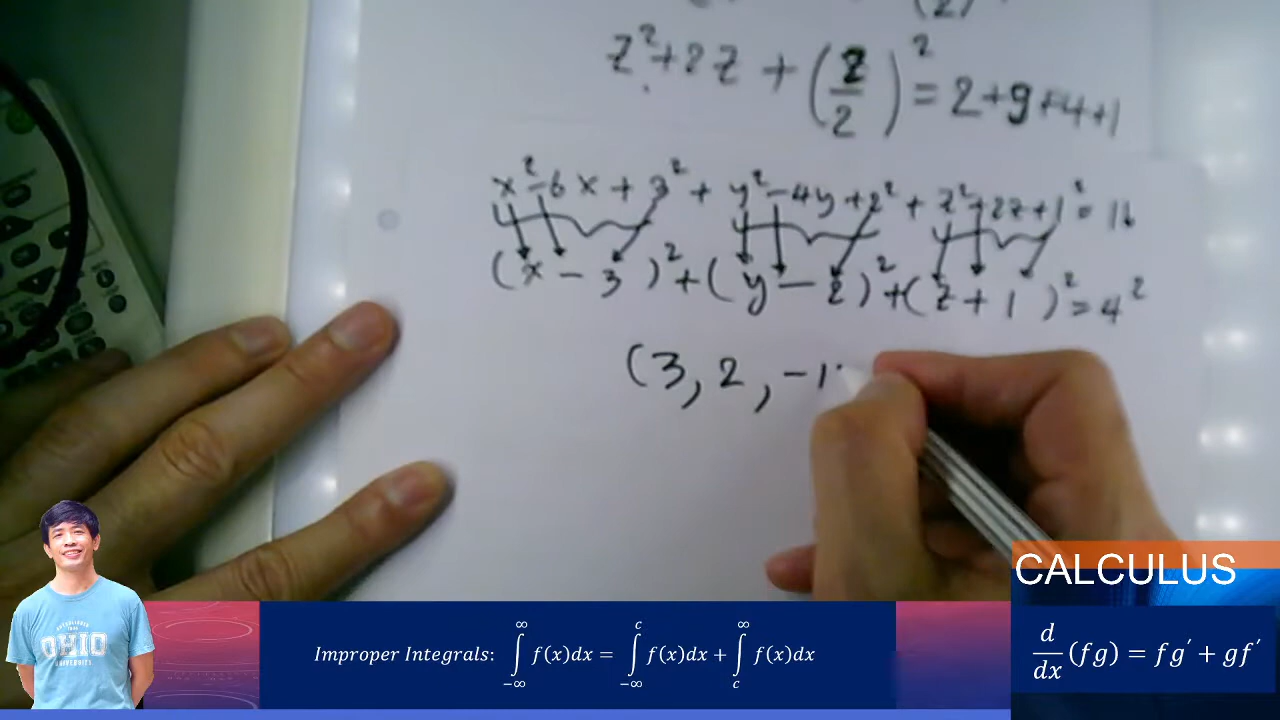 (2)
z²+2z + (2/2)² = 2+9+4+1
x²-6x+3² + y²-4y+2² + z²+2z+1² = 16
(x - 3)² + (y - 2)² + (z + 1)² = 4²
(3, 2, -1
OHIO
UNIVERSITY
Improper Integrals: ∫_{-∞}^{∞} f(x)dx = ∫_{-∞}^{c} f(x)dx + ∫_{c}^{∞} f(x)dx
CALCULUS
d/dx (fg) = fg′ + gf′